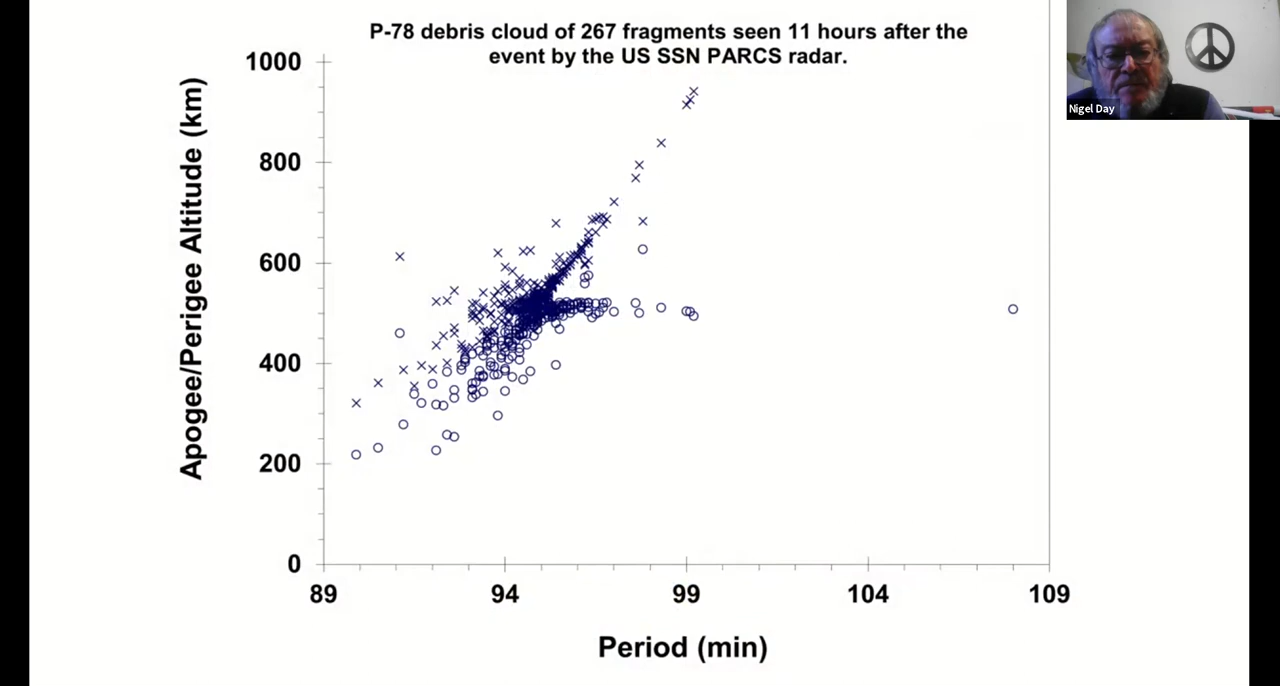 P-78 debris cloud of 267 fragments seen 11 hours after the
event by the US SSN PARCS radar.
Nigel Day
Apogee/Perigee Altitude (km)
1000
800
600
400
200
0
89 94 99 104 109
Period (min)